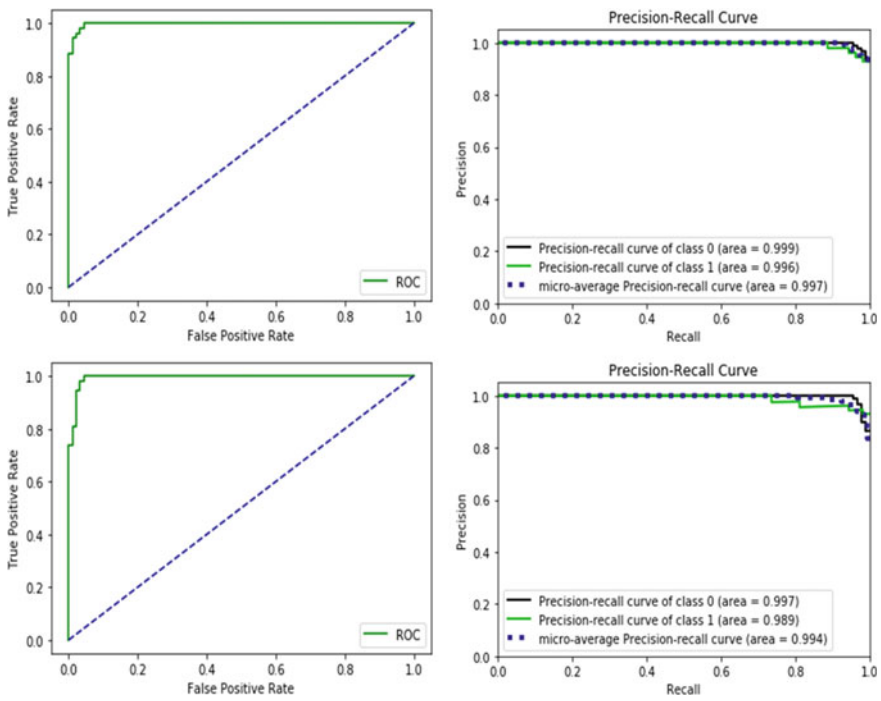 True Positive Rate
1.0
0.8
0.6
0.4
0.2
0.0
ROC
0.0 0.2 0.4 0.6 0.8 1.0
False Positive Rate
Precision-Recall Curve
Precision
1.0
0.8
0.6
0.4
0.2
0.0
Precision-recall curve of class 0 (area = 0.999)
Precision-recall curve of class 1 (area = 0.996)
micro-average Precision-recall curve (area = 0.997)
0.0 0.2 0.4 0.6 0.8 1.0
Recall
True Positive Rate
1.0
0.8
0.6
0.4
0.2
0.0
ROC
0.0 0.2 0.4 0.6 0.8 1.0
False Positive Rate
Precision-Recall Curve
Precision
1.0
0.8
0.6
0.4
0.2
0.0
Precision-recall curve of class 0 (area = 0.997)
Precision-recall curve of class 1 (area = 0.989)
micro-average Precision-recall curve (area = 0.994)
0.0 0.2 0.4 0.6 0.8 1.0
Recall